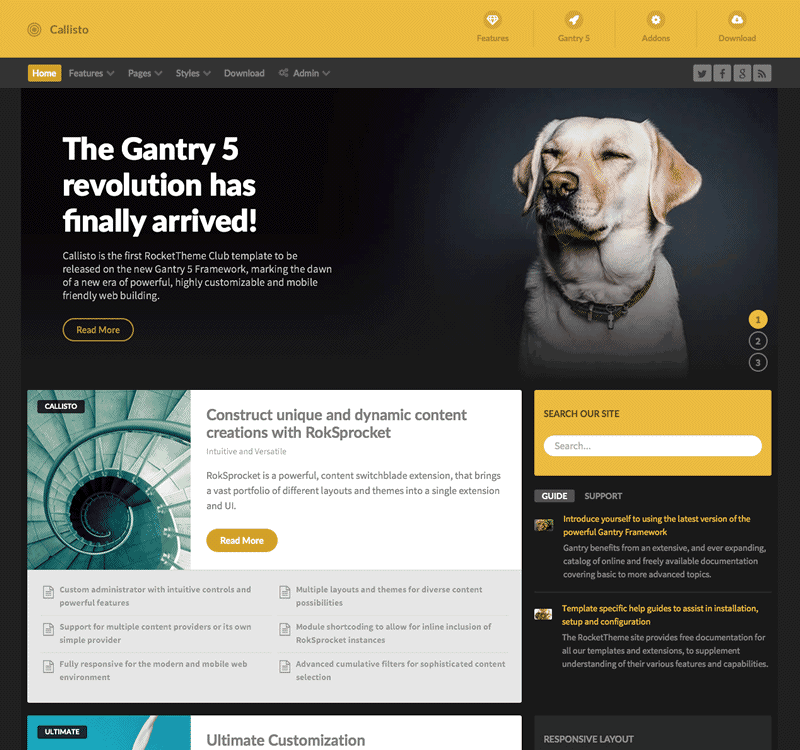 Callisto
Features
Gantry 5
Addons
Download
Home
Features
Pages
Styles
Download
Admin
The Gantry 5
revolution has
finally arrived!
Callisto is the first RocketTheme Club template to be
released on the new Gantry 5 Framework, marking the dawn
of a new era of powerful, highly customizable and mobile
friendly web building.
Read More
1
2
3
CALLISTO
Construct unique and dynamic content
creations with RokSprocket
Intuitive and Versatile
RokSprocket is a powerful, content switchblade extension, that brings
a vast portfolio of different layouts and themes into a single extension
and UI.
Read More
Custom administrator with intuitive controls and
powerful features
Multiple layouts and themes for diverse content
possibilities
Support for multiple content providers or its own
simple provider
Module shortcoding to allow for inline inclusion of
RokSprocket instances
Fully responsive for the modern and mobile web
environment
Advanced cumulative filters for sophisticated content
selection
SEARCH OUR SITE
Search...
GUIDE
SUPPORT
Introduce yourself to using the latest version of the
powerful Gantry Framework
Gantry benefits from an extensive, and ever expanding,
catalog of online and freely available documentation
covering basic to more advanced topics.
Template specific help guides to assist in installation,
setup and configuration
The RocketTheme site provides free documentation for
all our templates and extensions, to supplement
understanding of their various features and capabilities.
ULTIMATE
Ultimate Customization
RESPONSIVE LAYOUT